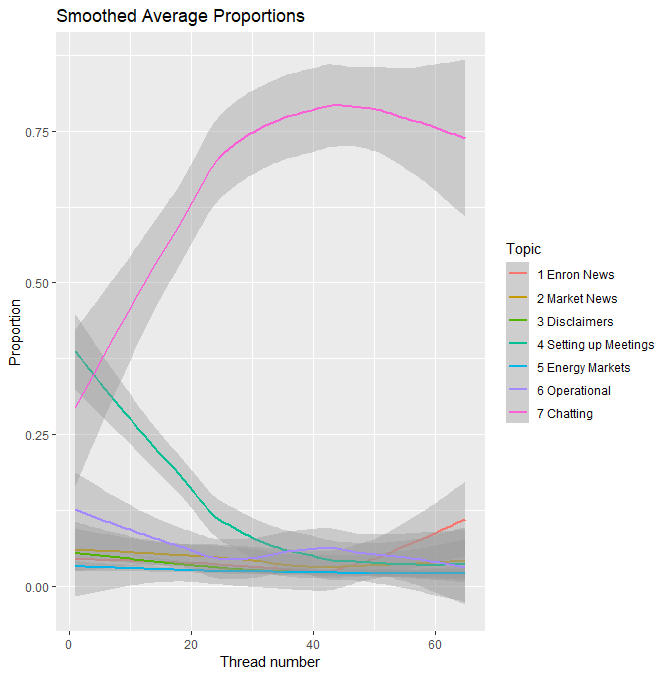 Smoothed Average Proportions
0.75
0.50
0.25
0.00
Proportion
0
20
40
60
Thread number
Topic
1 Enron News
2 Market News
3 Disclaimers
4 Setting up Meetings
5 Energy Markets
6 Operational
7 Chatting